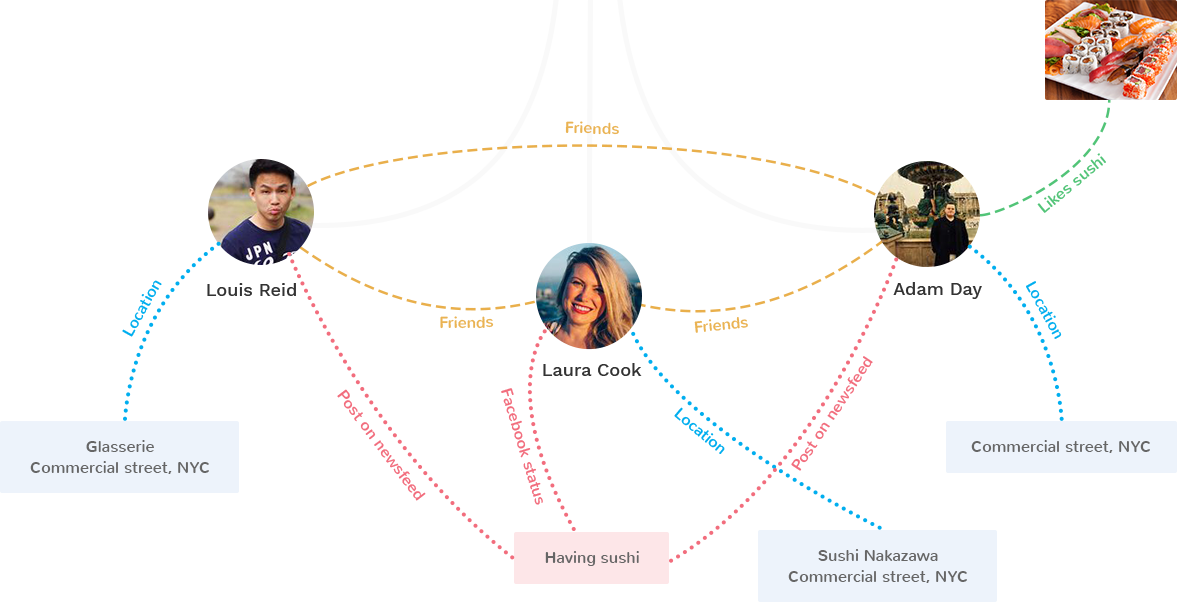 Friends
Likes sushi
JPN
Louis Reid
Adam Day
Location
Location
Friends
Friends
Laura Cook
Post on newsfeed
Facebook status
Location
Post on newsfeed
Glasserie
Commercial street, NYC
Commercial street, NYC
Having sushi
Sushi Nakazawa
Commercial street, NYC